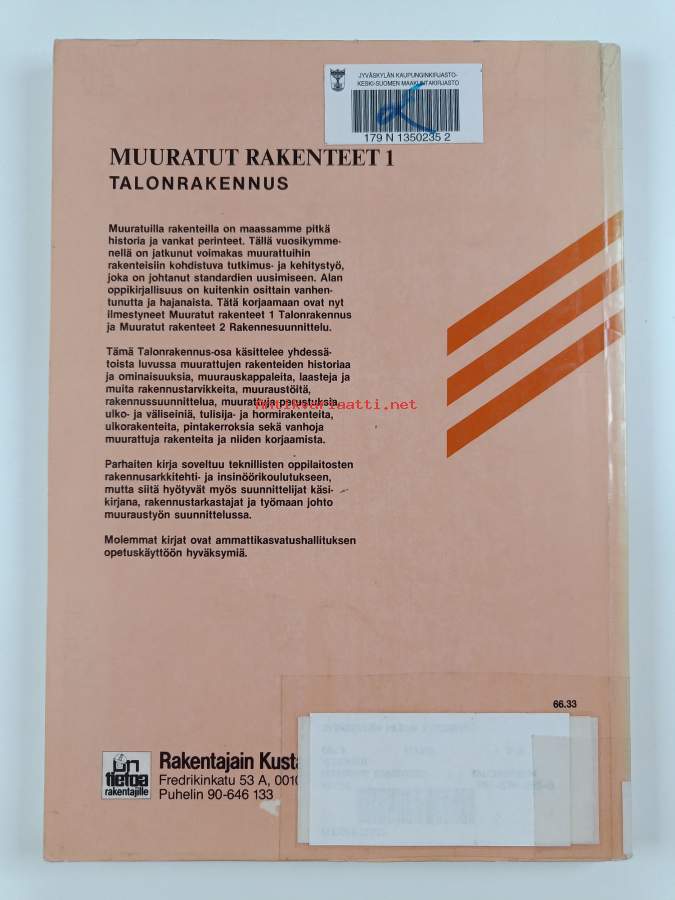 JYVÄSKYLÄN KAUPUNGINKIRJASTO-
KESKI-SUOMEN MAAKUNTAKIRJASTO
179 N 1350235 2
MUURATUT RAKENTEET 1
TALONRAKENNUS
Muuratuilla rakenteilla on maassamme pitkä
historia ja vankat perinteet. Tällä vuosikymme-
nellä on jatkunut voimakas muurattuihin
rakenteisiin kohdistuva tutkimus- ja kehitystyö,
joka on johtanut standardien uusimiseen. Alan
oppikirjallisuus on kuitenkin osittain vanhen-
tunutta ja hajanaista. Tätä korjaamaan ovat nyt
ilmestyneet Muuratut rakenteet 1 Talonrakennus
ja Muuratut rakenteet 2 Rakennesuunnittelu.
Tämä Talonrakennus-osa käsittelee yhdessä-
toista luvussa muurattujen rakenteiden historiaa
ja ominaisuuksia, muurauskappaleita, laasteja ja
muita rakennustarvikkeita, muuraustöitä,
rakennussuunnittelua, muurattuja perustuksia,
ulko- ja väliseiniä, tulisija- ja hormirakenteita,
ulkorakenteita, pintakerroksia sekä vanhoja
muurattuja rakenteita ja niiden korjaamista.
Antikvariaatti.net
Parhaiten kirja soveltuu teknillisten oppilaitosten
rakennusarkkitehti- ja insinöörikoulutukseen,
mutta siitä hyötyvät myös suunnittelijat käsi-
kirjana, rakennustarkastajat ja työmaan johto
muuraustyön suunnittelussa.
Molemmat kirjat ovat ammattikasvatushallituksen
opetuskäyttöön hyväksymiä.
66.33
tietoa
rakentajille
Rakentajain Kusta
Fredrikinkatu 53 A, 0010
Puhelin 90-646 133